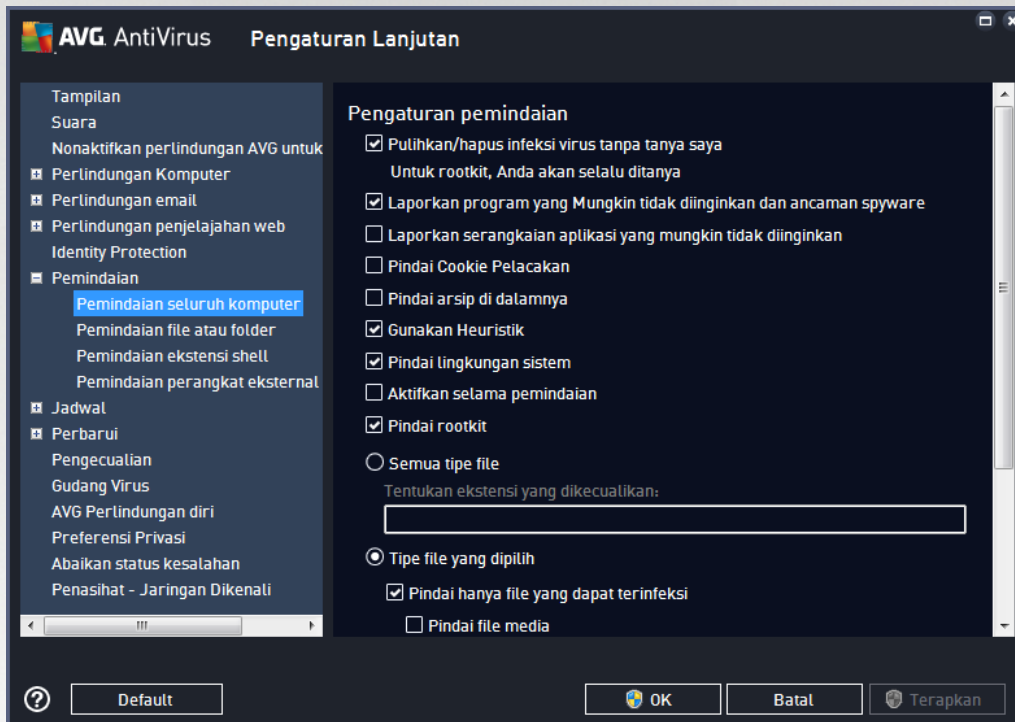 AVG. AntiVirus Pengaturan Lanjutan
Tampilan
Suara
Nonaktifkan perlindungan AVG untuk
Perlindungan Komputer
Perlindungan email
Perlindungan penjelajahan web
Identity Protection
Pemindaian
Pemindaian seluruh komputer
Pemindaian file atau folder
Pemindaian ekstensi shell
Pemindaian perangkat eksternal
Jadwal
Perbarui
Pengecualian
Gudang Virus
AVG Perlindungan diri
Preferensi Privasi
Abaikan status kesalahan
Penasihat - Jaringan Dikenali
Pengaturan pemindaian
Pulihkan/hapus infeksi virus tanpa tanya saya
Untuk rootkit, Anda akan selalu ditanya
Laporkan program yang Mungkin tidak diinginkan dan ancaman spyware
Laporkan serangkaian aplikasi yang mungkin tidak diinginkan
Pindai Cookie Pelacakan
Pindai arsip di dalamnya
Gunakan Heuristik
Pindai lingkungan sistem
Aktifkan selama pemindaian
Pindai rootkit
Semua tipe file
Tentukan ekstensi yang dikecualikan:
Tipe file yang dipilih
Pindai hanya file yang dapat terinfeksi
Pindai file media
? Default OK Batal Terapkan